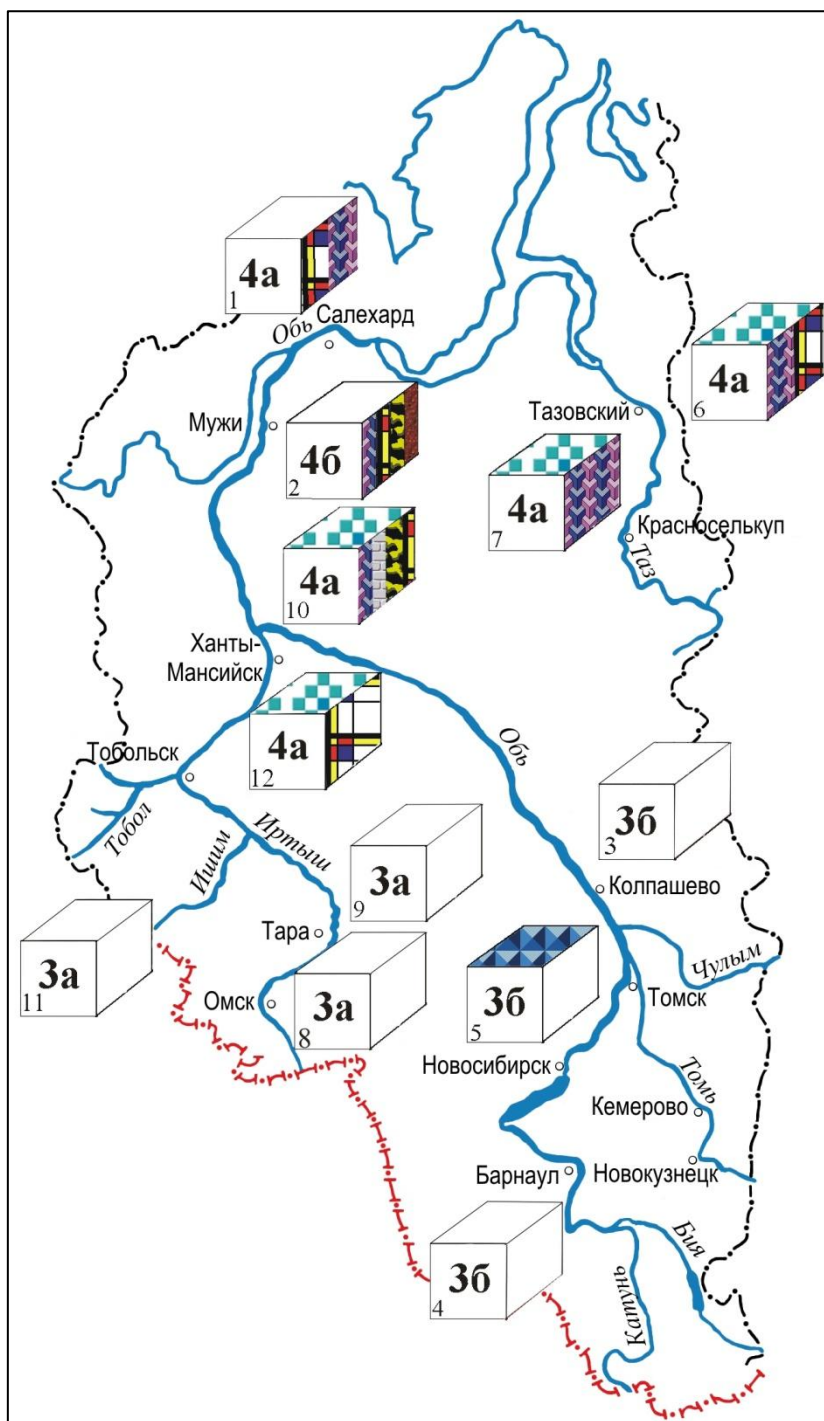 4а
1
Обь
Салехард
4а
6
Мужи
4б
2
Тазовский
4а
7
Красноселькуп
Таз
4а
10
Ханты-
Мансийск
4а
12
Обь
Тобольск
Тобол
Ишим
Иртыш
3б
3
3а
9
Колпашево
3а
11
Тара
3а
8
Омск
3б
5
Чулым
Томск
Новосибирск
Томь
Кемерово
Барнаул
Новокузнецк
3б
4
Катунь
Бия